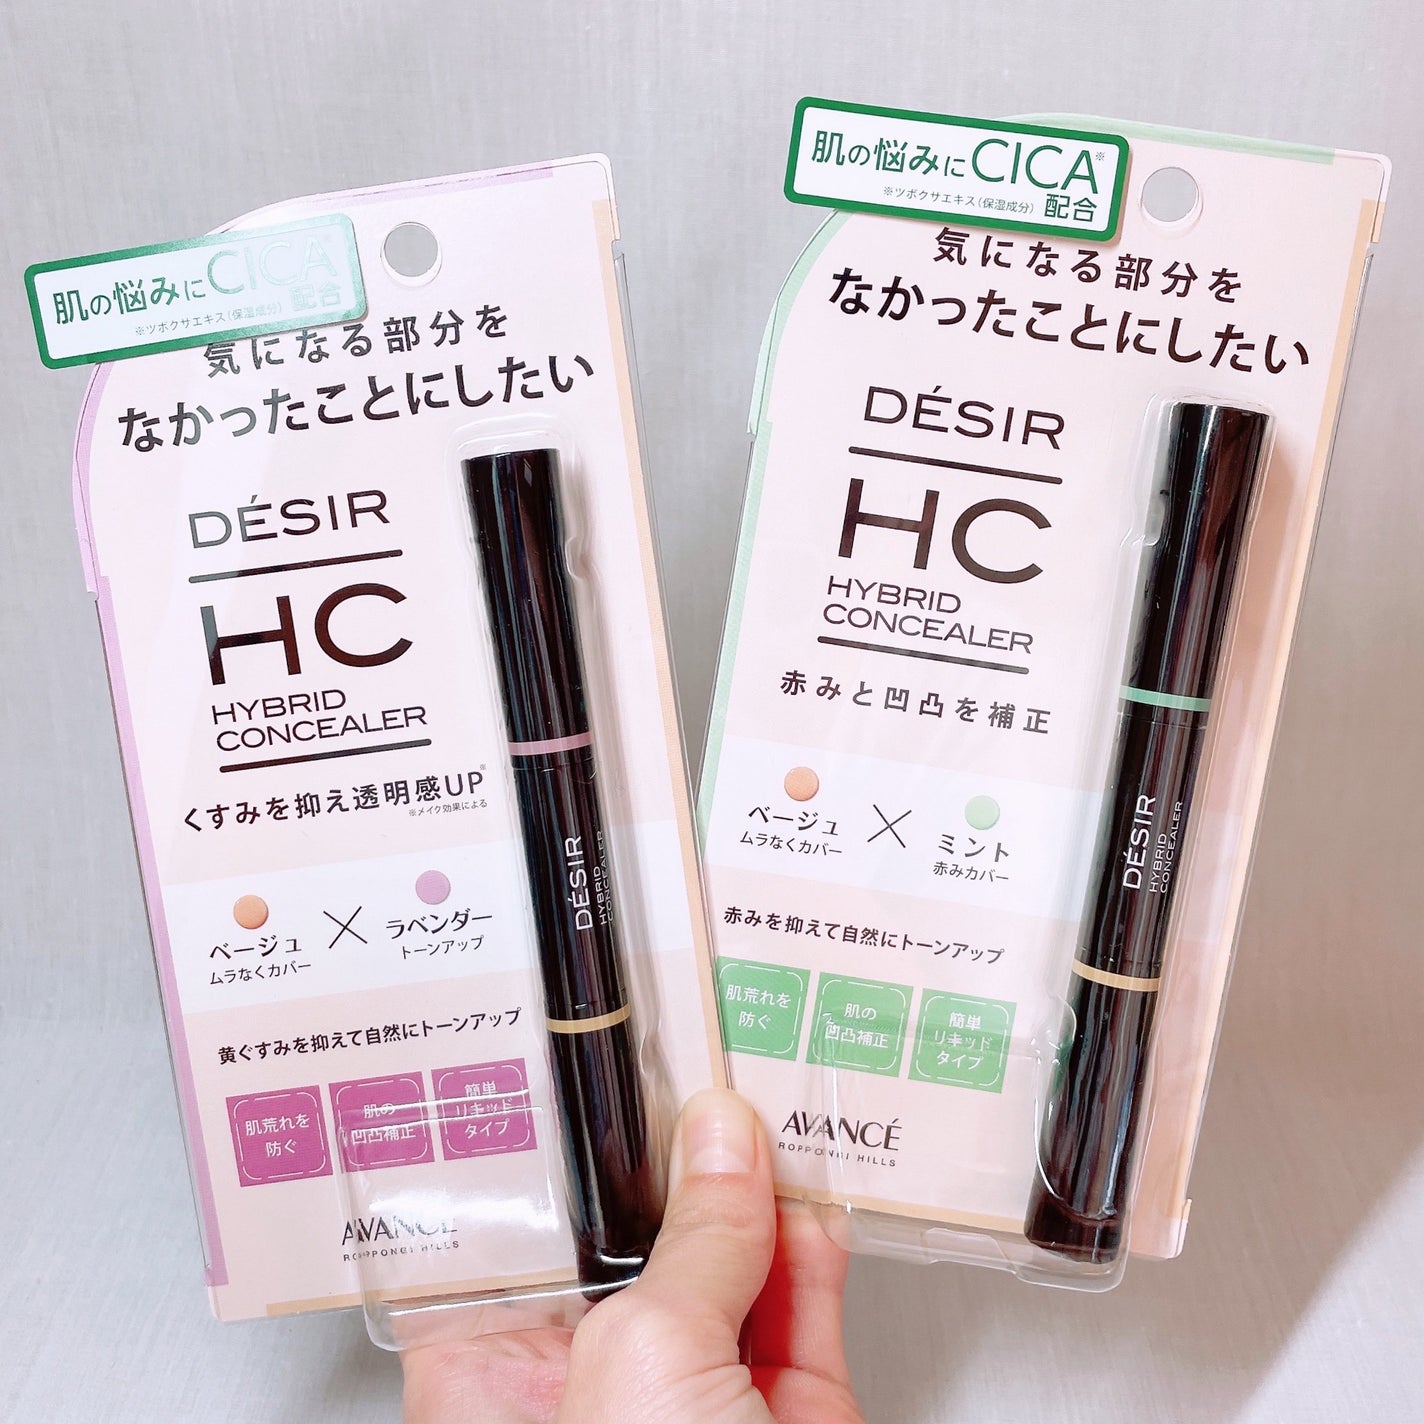 肌の悩みにCICA※
※ツボクサエキス(保湿成分) 配合
気になる部分を
なかったことにしたい
DÉSIR
HC
HYBRID
CONCEALER
くすみを抑え透明感UP※
※メイク効果による
ベージュ × ラベンダー
ムラなくカバー トーンアップ
黄ぐすみを抑えて自然にトーンアップ
肌荒れを
防ぐ
肌の
凹凸補正
簡単
リキッド
タイプ
AVANCÉ
ROPPONGI HILLS
DÉSIR
HYBRID
CONCEALER
肌の悩みにCICA※
※ツボクサエキス(保湿成分) 配合
気になる部分を
なかったことにしたい
DÉSIR
HC
HYBRID
CONCEALER
赤みと凹凸を補正
ベージュ × ミント
ムラなくカバー 赤みカバー
赤みを抑えて自然にトーンアップ
肌荒れを
防ぐ
肌の
凹凸補正
簡単
リキッド
タイプ
AVANCÉ
ROPPONGI HILLS
DÉSIR
HYBRID
CONCEALER